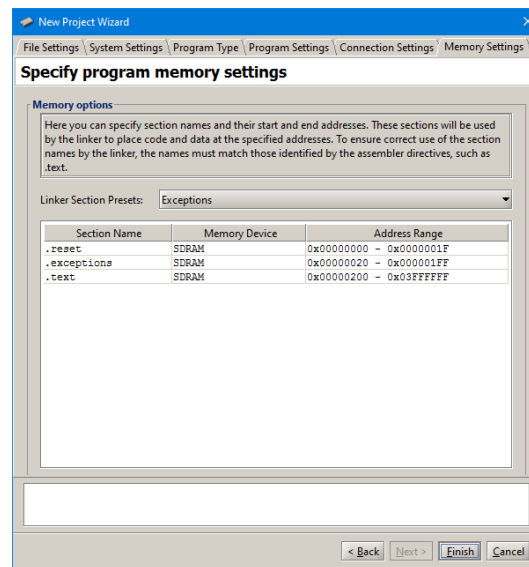 New Project Wizard
File Settings System Settings Program Type Program Settings Connection Settings Memory Settings
Specify program memory settings
Memory options
Here you can specify section names and their start and end addresses. These sections will be used
by the linker to place code and data at the specified addresses. To ensure correct use of the section
names by the linker, the names must match those identified by the assembler directives, such as
.text.
Linker Section Presets: Exceptions
Section Name Memory Device Address Range
.reset SDRAM 0x00000000 - 0x0000001F
.exceptions SDRAM 0x00000020 - 0x000001FF
.text SDRAM 0x00000200 - 0x03FFFFFF
< Back Next > Finish Cancel